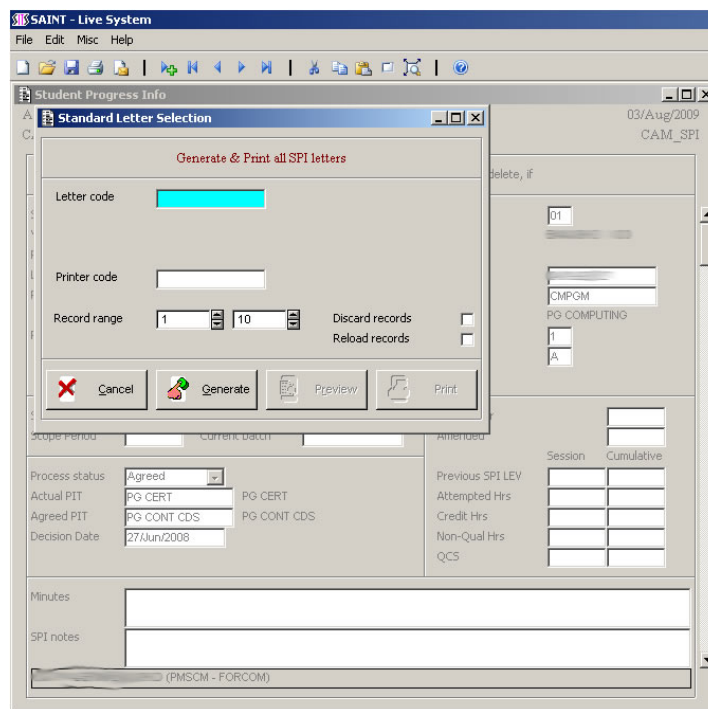 SAINT - Live System
File Edit Misc Help
Student Progress Info
Standard Letter Selection
03/Aug/2009
CAM_SPI
Generate & Print all SPI letters
delete, if
Letter code
01
Printer code
CMPGM
Record range 1 10 Discard records
PG COMPUTING
Reload records
1
A
Cancel Generate Preview Print
Scope Period Current Batch Amended
Session Cumulative
Process status Agreed Previous SPI LEV
Actual PIT PG CERT PG CERT Attempted Hrs
Agreed PIT PG CONT CDS PG CONT CDS Credit Hrs
Decision Date 27/Jun/2008 Non-Qual Hrs
QCS
Minutes
SPI notes
(PMSCM - FORCOM)